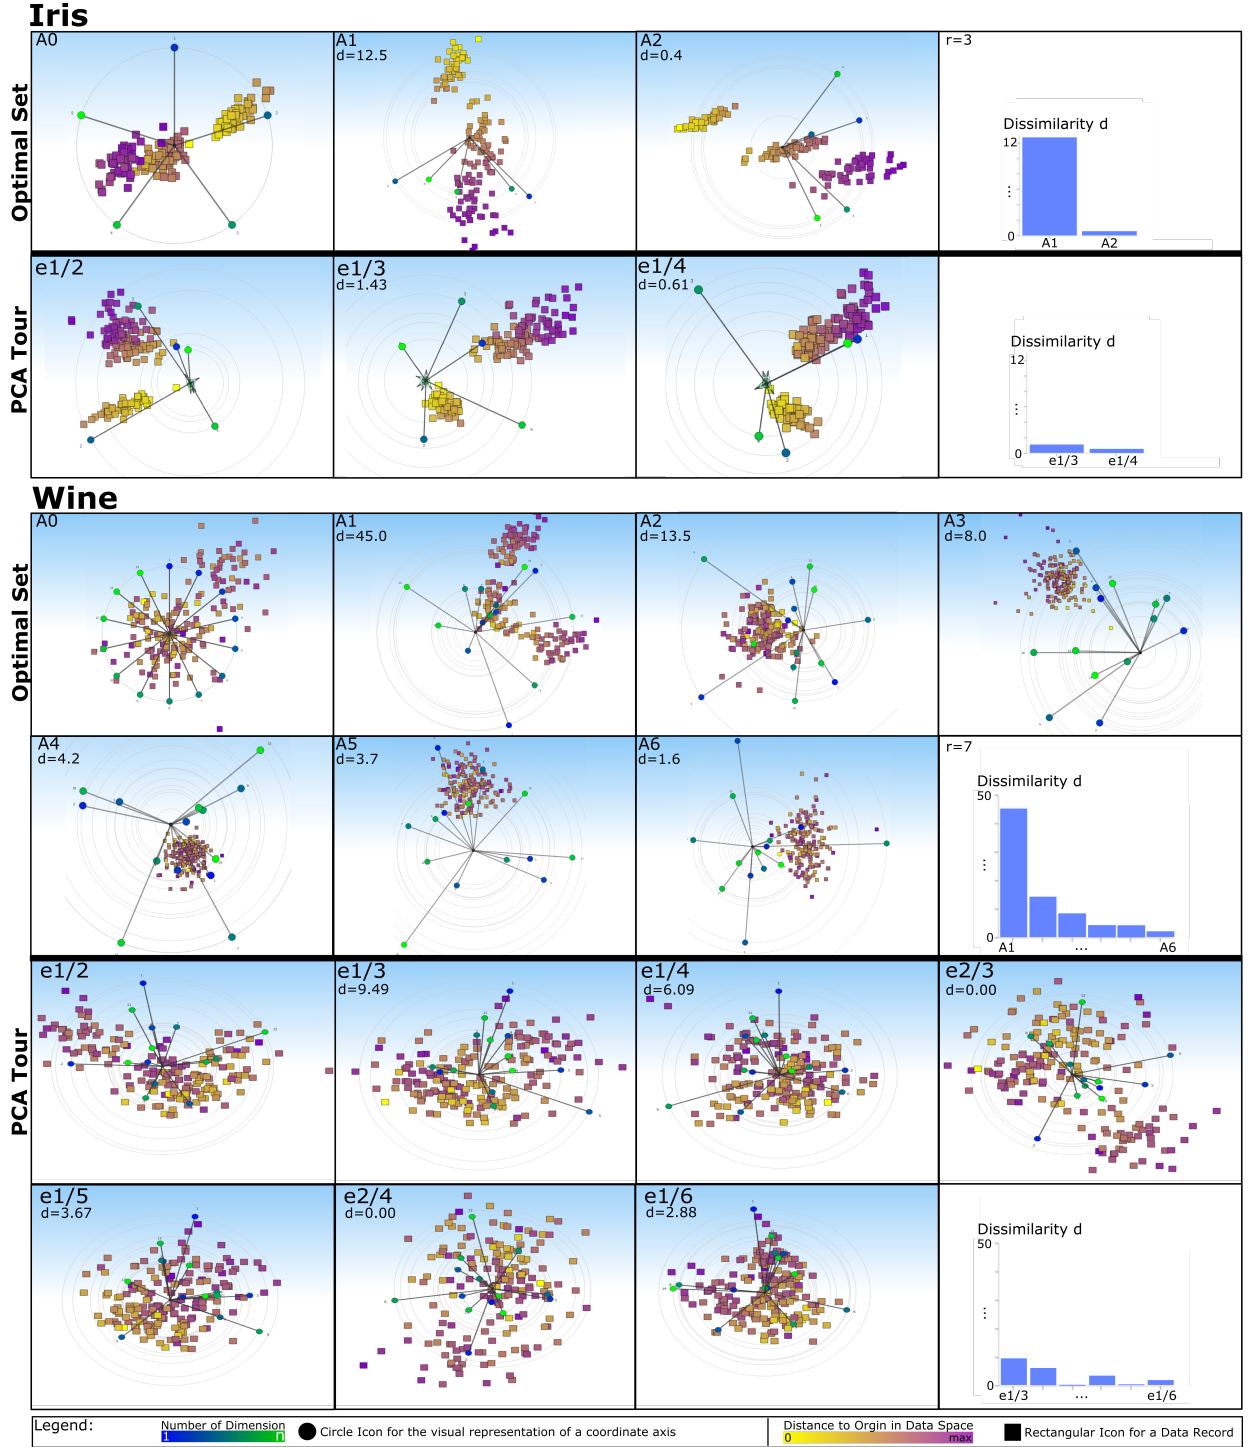 Iris
Optimal Set
A0
A1
d=12.5
A2
d=0.4
r=3
Dissimilarity d
12
...
0
A1
A2
PCA Tour
e1/2
e1/3
d=1.43
e1/4
d=0.61
Dissimilarity d
12
...
0
e1/3
e1/4
Wine
Optimal Set
A0
A1
d=45.0
A2
d=13.5
A3
d=8.0
A4
d=4.2
A5
d=3.7
A6
d=1.6
r=7
Dissimilarity d
50
...
0
A1
...
A6
PCA Tour
e1/2
e1/3
d=9.49
e1/4
d=6.09
e2/3
d=0.00
e1/5
d=3.67
e2/4
d=0.00
e1/6
d=2.88
Dissimilarity d
50
...
0
e1/3
...
e1/6
Legend:
Number of Dimension
1
n
Circle Icon for the visual representation of a coordinate axis
Distance to Orgin in Data Space
0
max
Rectangular Icon for a Data Record